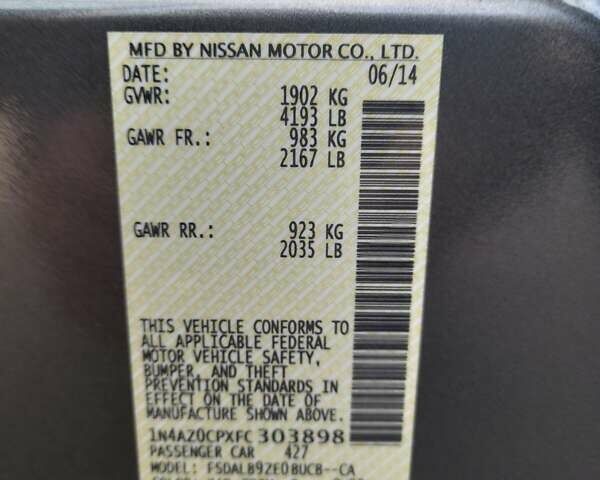 MFD BY NISSAN MOTOR CO., LTD.
DATE: 06/14
GVWR: 1902 KG
4193 LB
GAWR FR.: 983 KG
2167 LB
GAWR RR.: 923 KG
2035 LB
THIS VEHICLE CONFORMS TO
ALL APPLICABLE FEDERAL
MOTOR VEHICLE SAFETY,
BUMPER, AND THEFT
PREVENTION STANDARDS IN
EFFECT ON THE DATE OF
MANUFACTURE SHOWN ABOVE.
1N4AZ0CPXFC303898
PASSENGER CAR 427
MODEL: